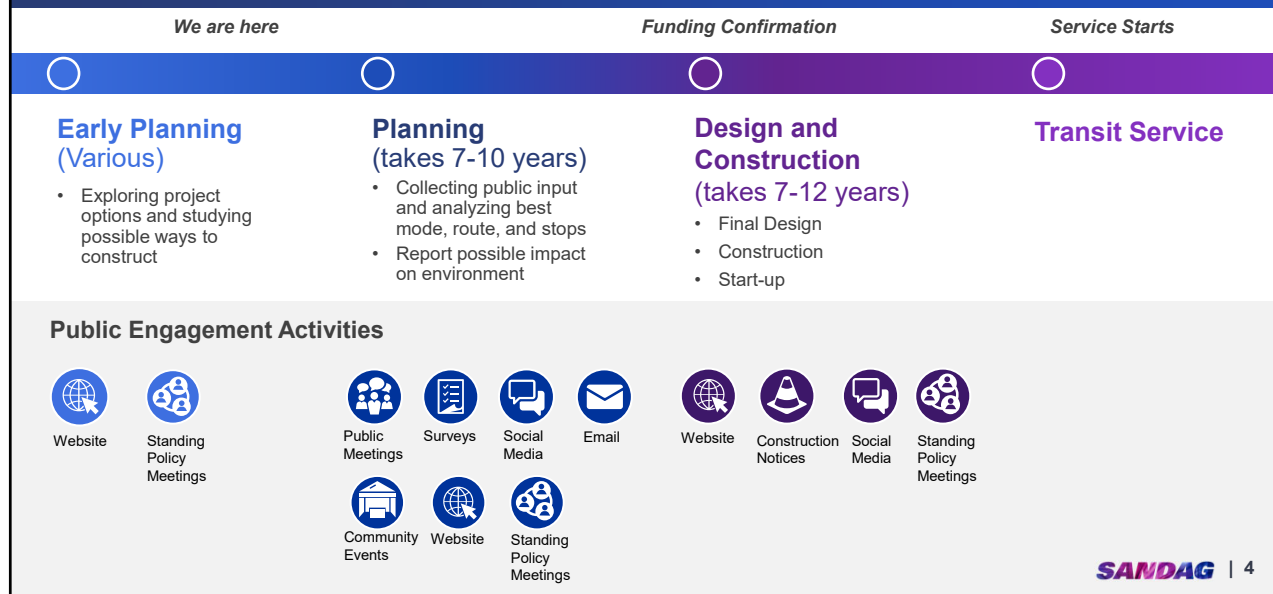 We are here
Funding Confirmation
Service Starts
Early Planning
(Various)
• Exploring project
options and studying
possible ways to
construct
Planning
(takes 7-10 years)
• Collecting public input
and analyzing best
mode, route, and stops
• Report possible impact
on environment
Design and
Construction
(takes 7-12 years)
• Final Design
• Construction
• Start-up
Transit Service
Public Engagement Activities
Website
Standing
Policy
Meetings
Public
Meetings
Surveys
Social
Media
Email
Community
Events
Website
Standing
Policy
Meetings
Website
Construction
Notices
Social
Media
Standing
Policy
Meetings
SANDAG | 4